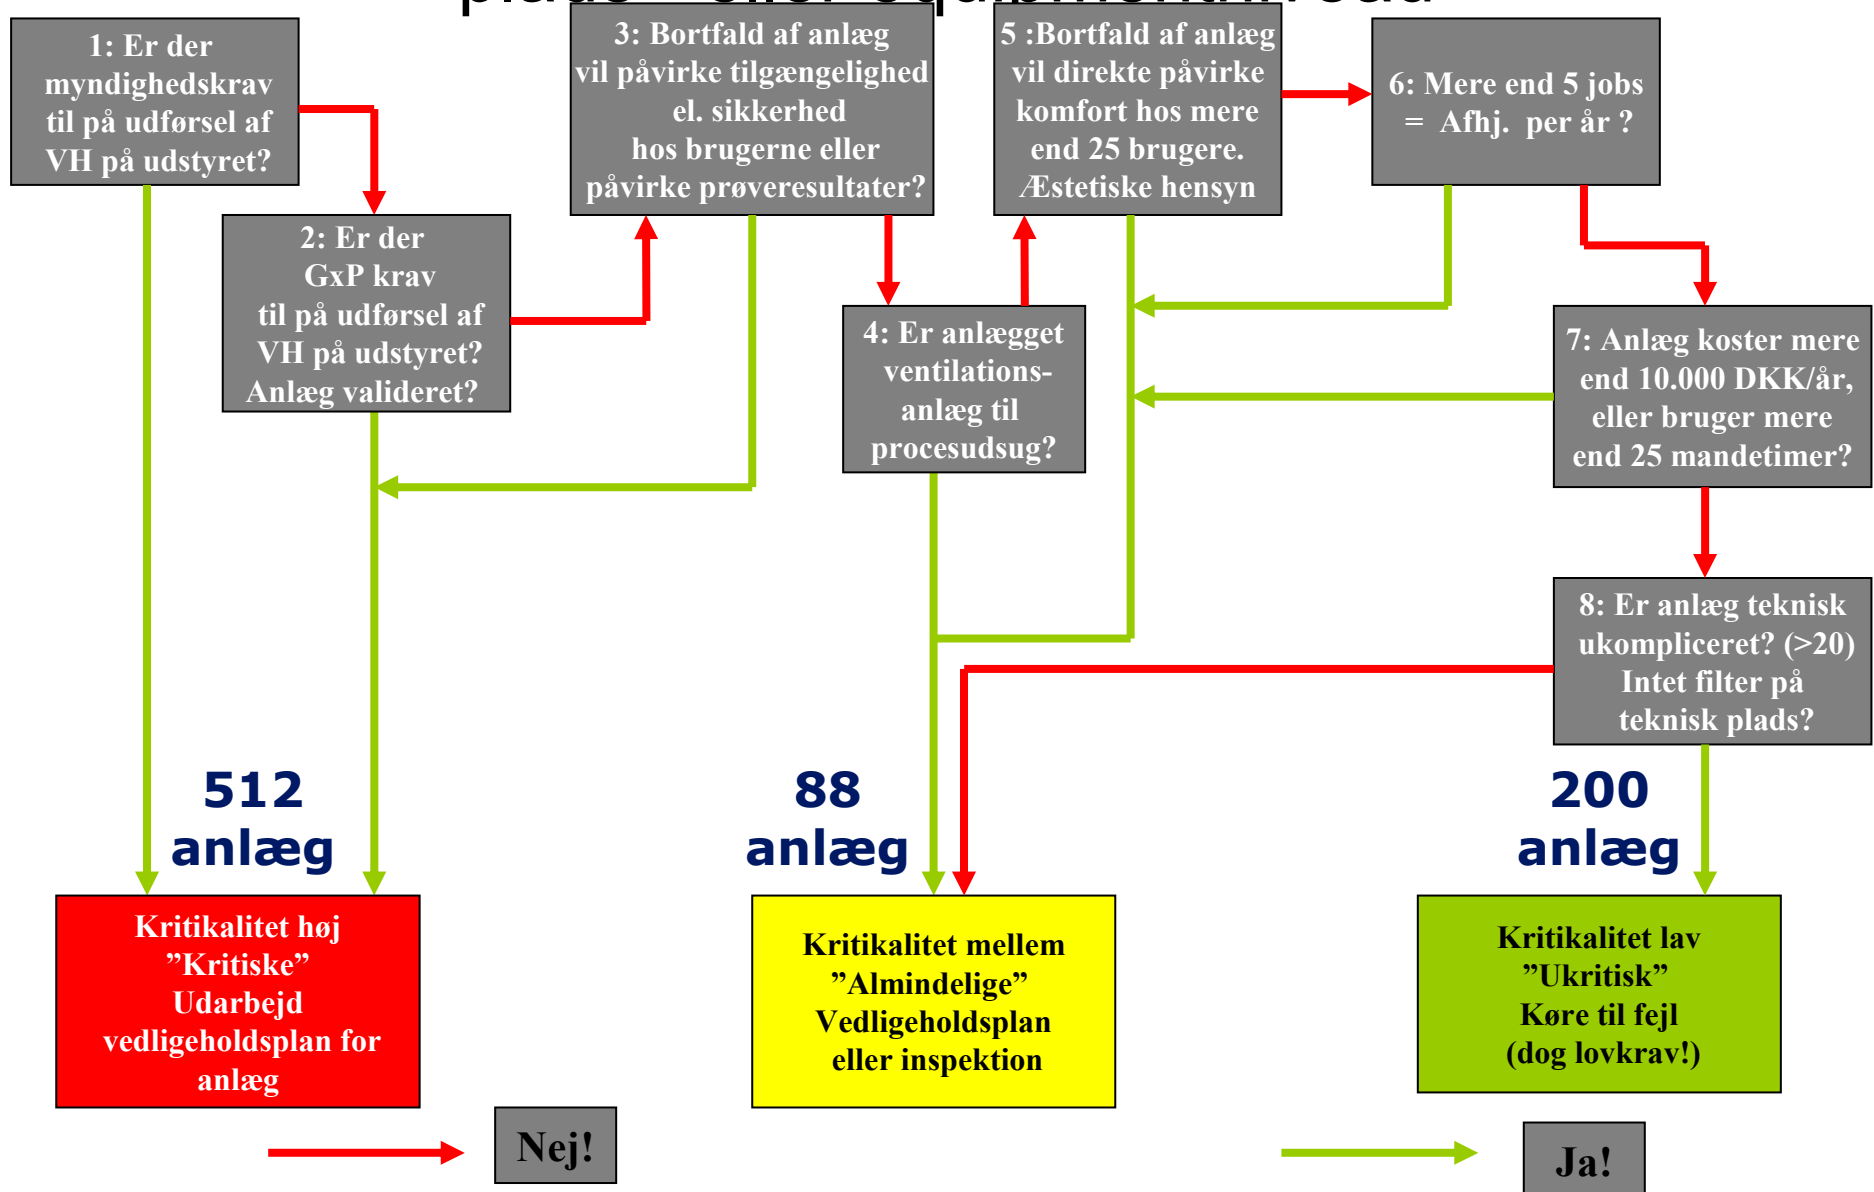 1: Er der
myndighedskrav
til på udførsel af
VH på udstyret?
2: Er der
GxP krav
til på udførsel af
VH på udstyret?
Anlæg valideret?
3: Bortfald af anlæg
vil påvirke tilgængelighed
el. sikkerhed
hos brugerne eller
påvirke prøveresultater?
4: Er anlægget
ventilations-
anlæg til
procesudsug?
5 :Bortfald af anlæg
vil direkte påvirke
komfort hos mere
end 25 brugere.
Æstetiske hensyn
6: Mere end 5 jobs
= Afhj. per år ?
7: Anlæg koster mere
end 10.000 DKK/år,
eller bruger mere
end 25 mandetimer?
8: Er anlæg teknisk
ukompliceret? (>20)
Intet filter på
teknisk plads?
512
anlæg
88
anlæg
200
anlæg
Kritikalitet høj
”Kritiske”
Udarbejd
vedligeholdsplan for
anlæg
Kritikalitet mellem
”Almindelige”
Vedligeholdsplan
eller inspektion
Kritikalitet lav
”Ukritisk”
Køre til fejl
(dog lovkrav!)
Nej!
Ja!